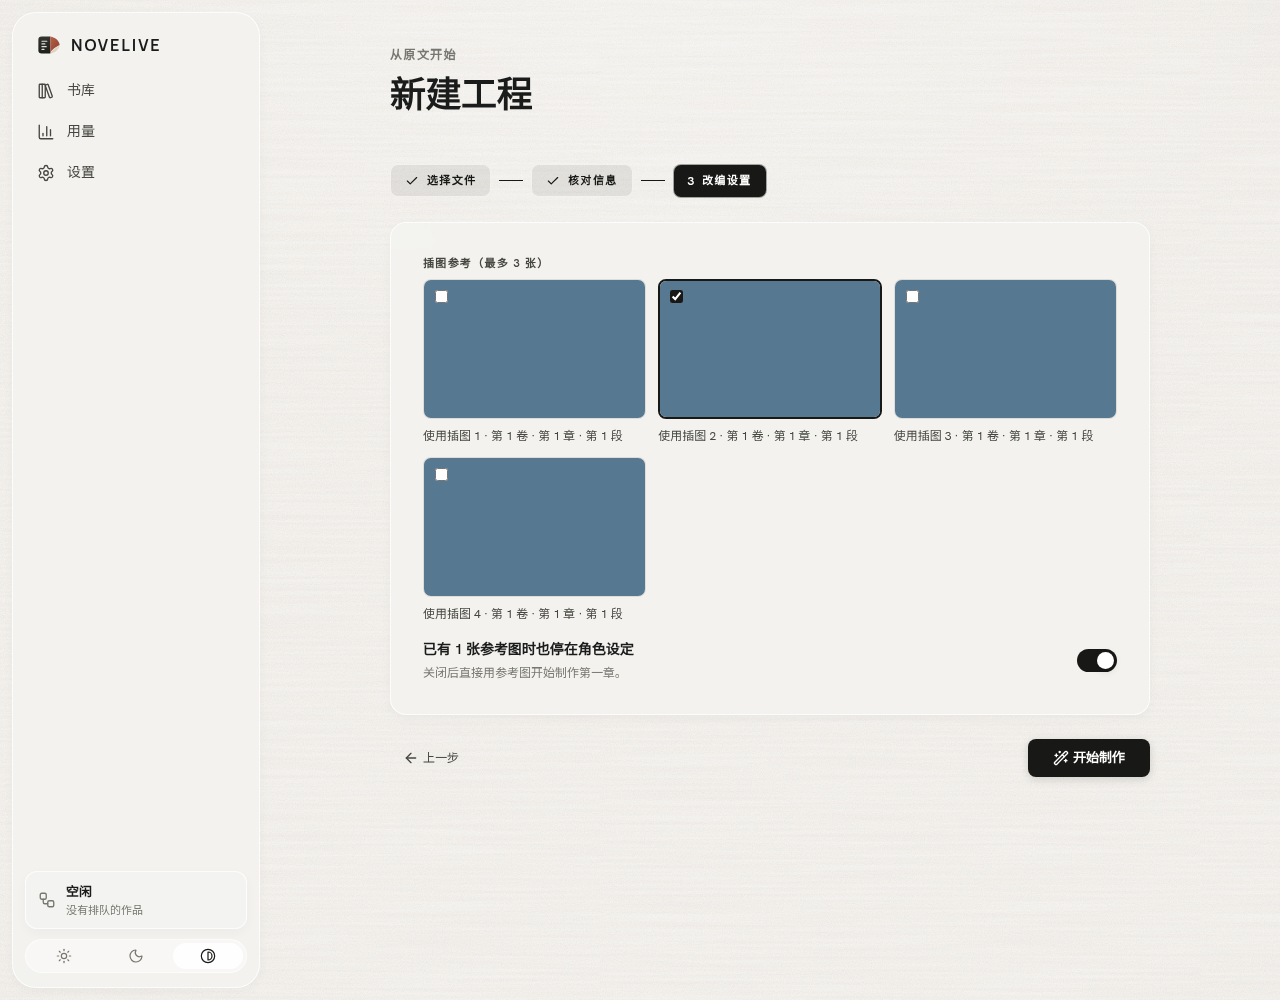 NOVELIVE
书库
用量
设置
从原文开始
新建工程
选择文件
核对信息
3 改编设置
插图参考（最多 3 张）
使用插图 1 · 第 1 卷 · 第 1 章 · 第 1 段
使用插图 2 · 第 1 卷 · 第 1 章 · 第 1 段
使用插图 3 · 第 1 卷 · 第 1 章 · 第 1 段
使用插图 4 · 第 1 卷 · 第 1 章 · 第 1 段
已有 1 张参考图时也停在角色设定
关闭后直接用参考图开始制作第一章。
上一步
开始制作
空闲
没有排队的作品